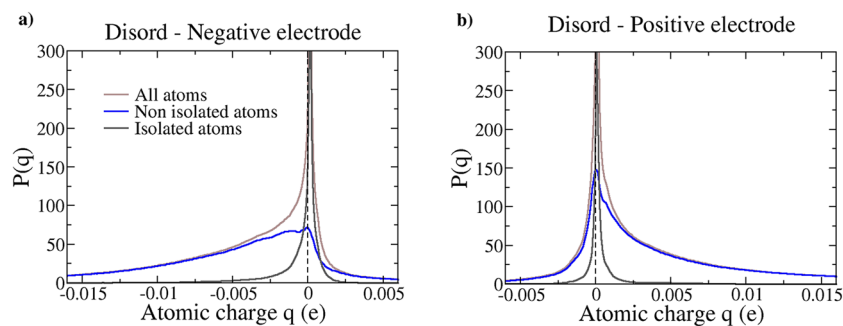 a)
Disord - Negative electrode
300
250
200
150
100
50
0
P(q)
All atoms
Non isolated atoms
Isolated atoms
-0.015 -0.01 -0.005 0 0.005
Atomic charge q (e)
b)
Disord - Positive electrode
300
250
200
150
100
50
0
P(q)
-0.005 0 0.005 0.01 0.015
Atomic charge q (e)